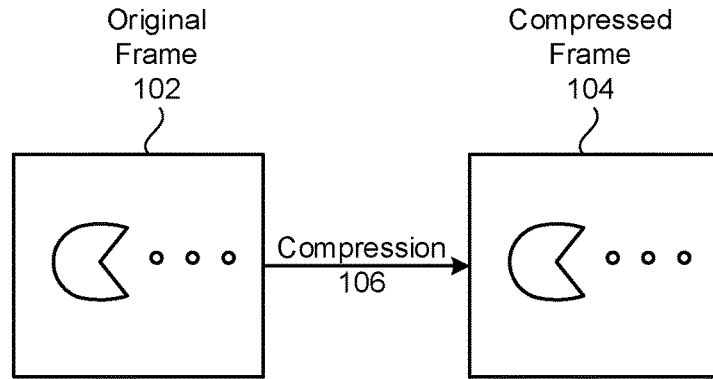 Original
Frame
102
Compressed
Frame
104
Compression
106